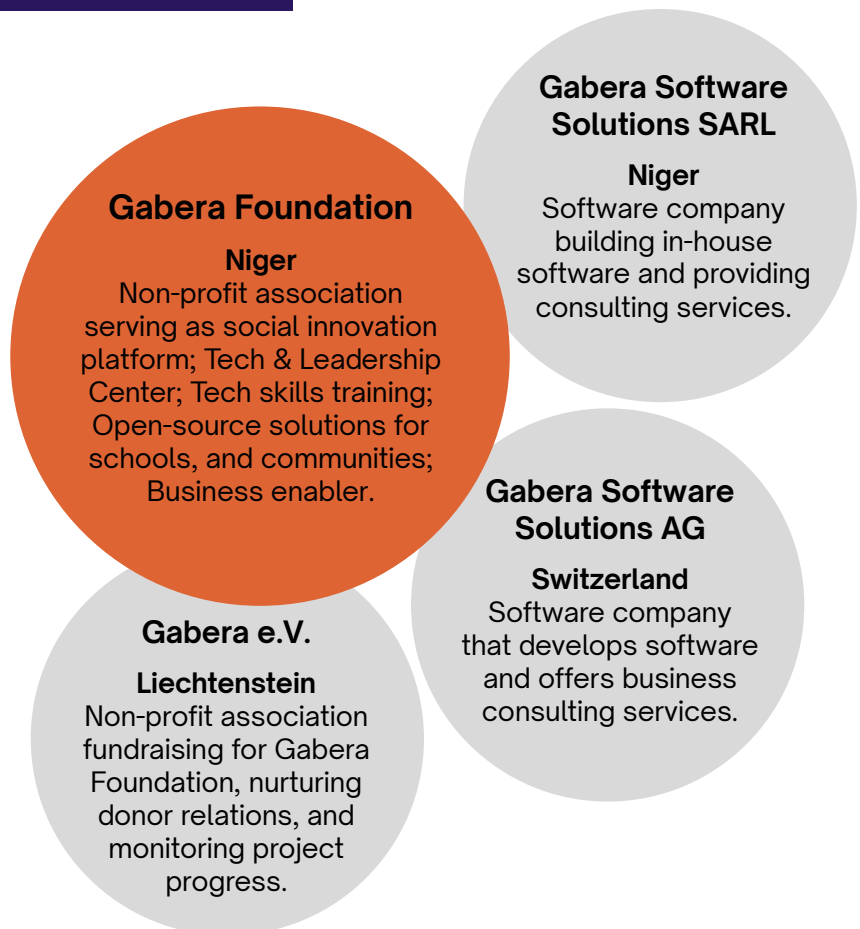 Gabera Software
Solutions SARL
Niger
Software company
building in-house
software and providing
consulting services.
Gabera Foundation
Niger
Non-profit association
serving as social innovation
platform; Tech & Leadership
Center; Tech skills training;
Open-source solutions for
schools, and communities;
Business enabler.
Gabera Software
Solutions AG
Switzerland
Software company
that develops software
and offers business
consulting services.
Gabera e.V.
Liechtenstein
Non-profit association
fundraising for Gabera
Foundation, nurturing
donor relations, and
monitoring project
progress.